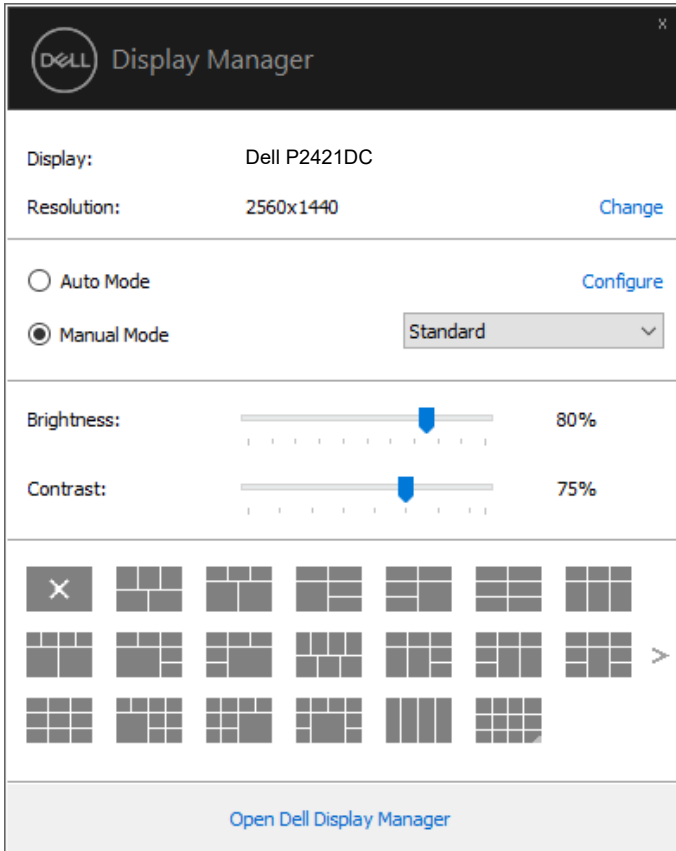 x
DELL Display Manager
Display: Dell P2421DC
Resolution: 2560x1440 Change
Auto Mode Configure
Manual Mode Standard
Brightness: 80%
Contrast: 75%
Open Dell Display Manager